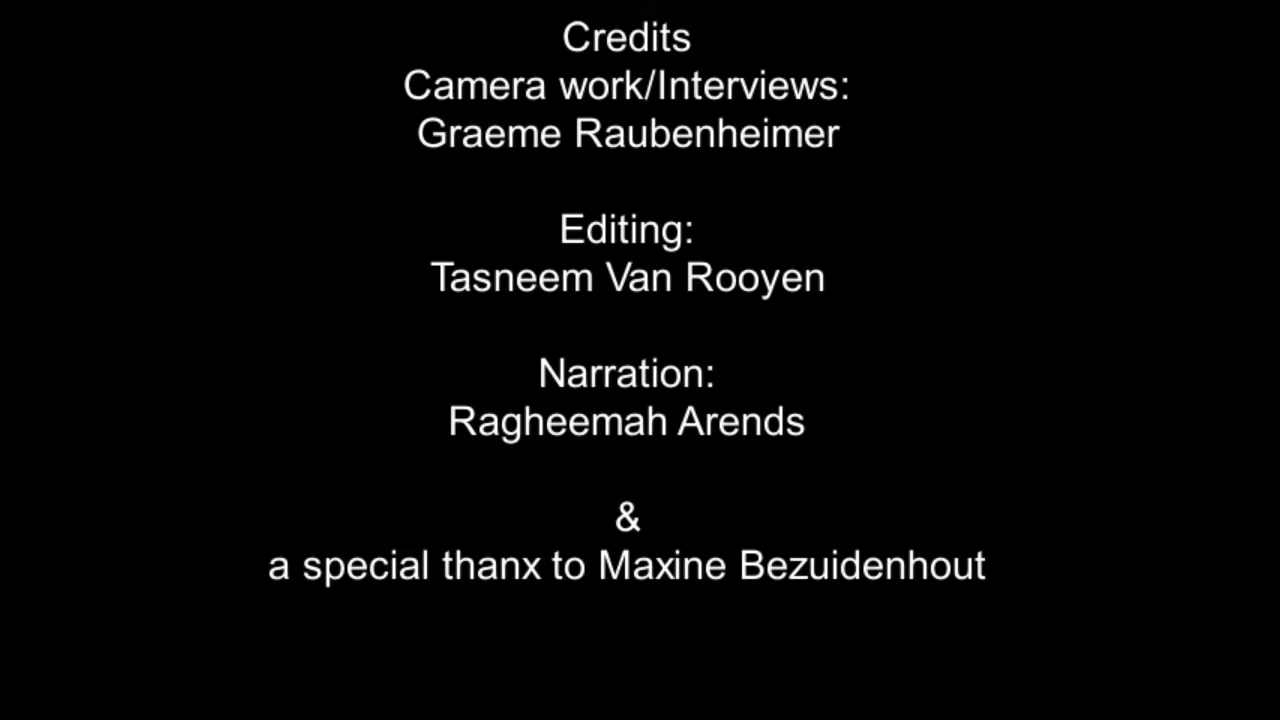 Credits
Camera work/Interviews:
Graeme Raubenheimer
Editing:
Tasneem Van Rooyen
Narration:
Ragheemah Arends
&
a special thanx to Maxine Bezuidenhout